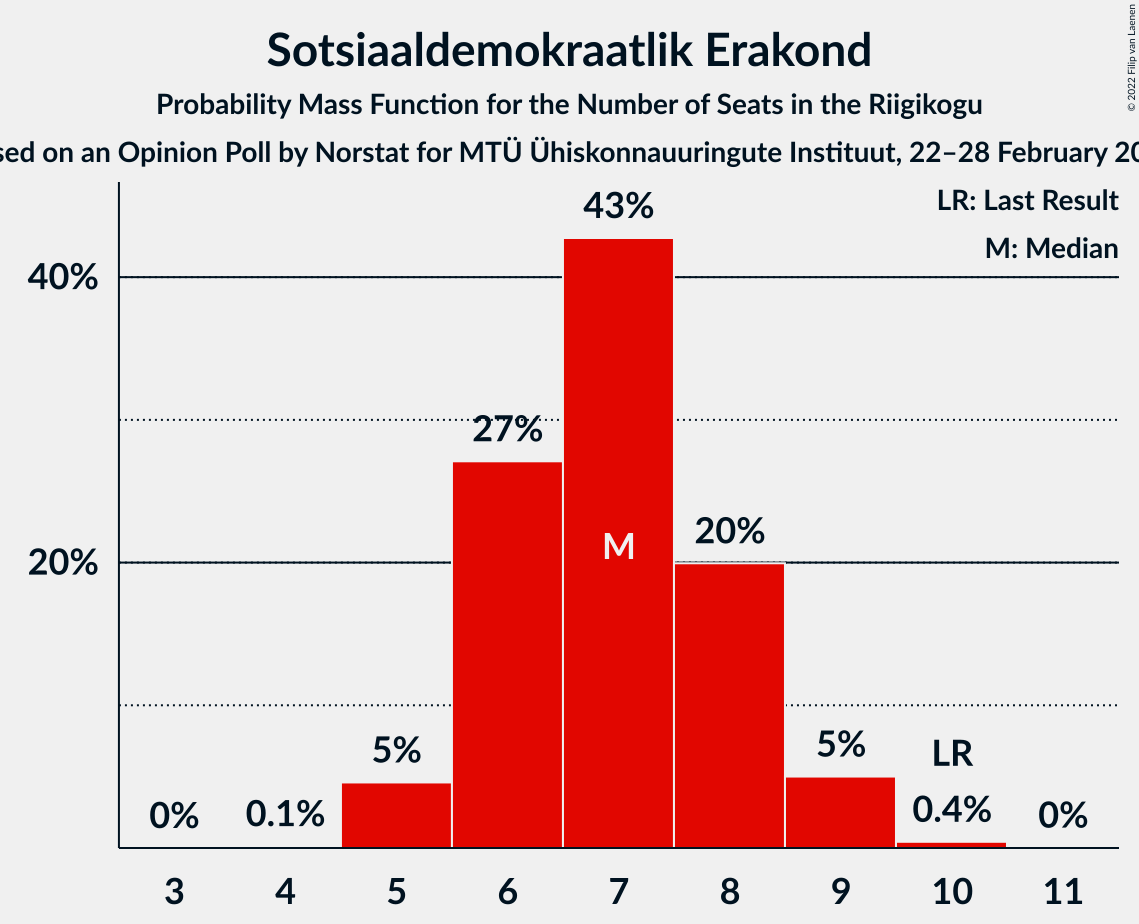 © 2022 Filip van Laenen
Sotsiaaldemokraatlik Erakond
Probability Mass Function for the Number of Seats in the Riigikogu
on an Opinion Poll by Norstat for MTÜ Ühiskonnauuringute Instituut, 22–28 February
LR: Last Result
M: Median
43%
40%
27%
M
20%
20%
5%
5%
LR
0%
0.1%
0.4%
0%
3 4 5 6 7 8 9 10 11